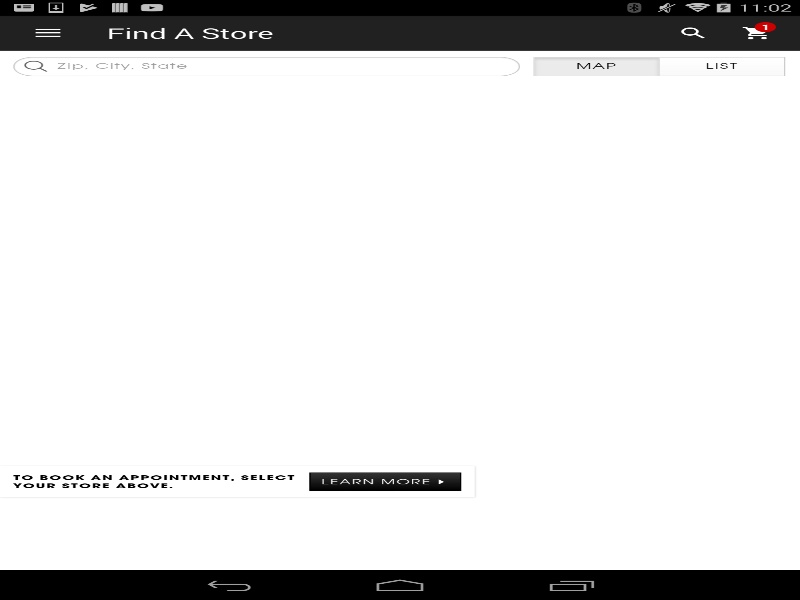 11:02
Find A Store
1
Zip, City, State
MAP
LIST
TO BOOK AN APPOINTMENT, SELECT
YOUR STORE ABOVE.
LEARN MORE